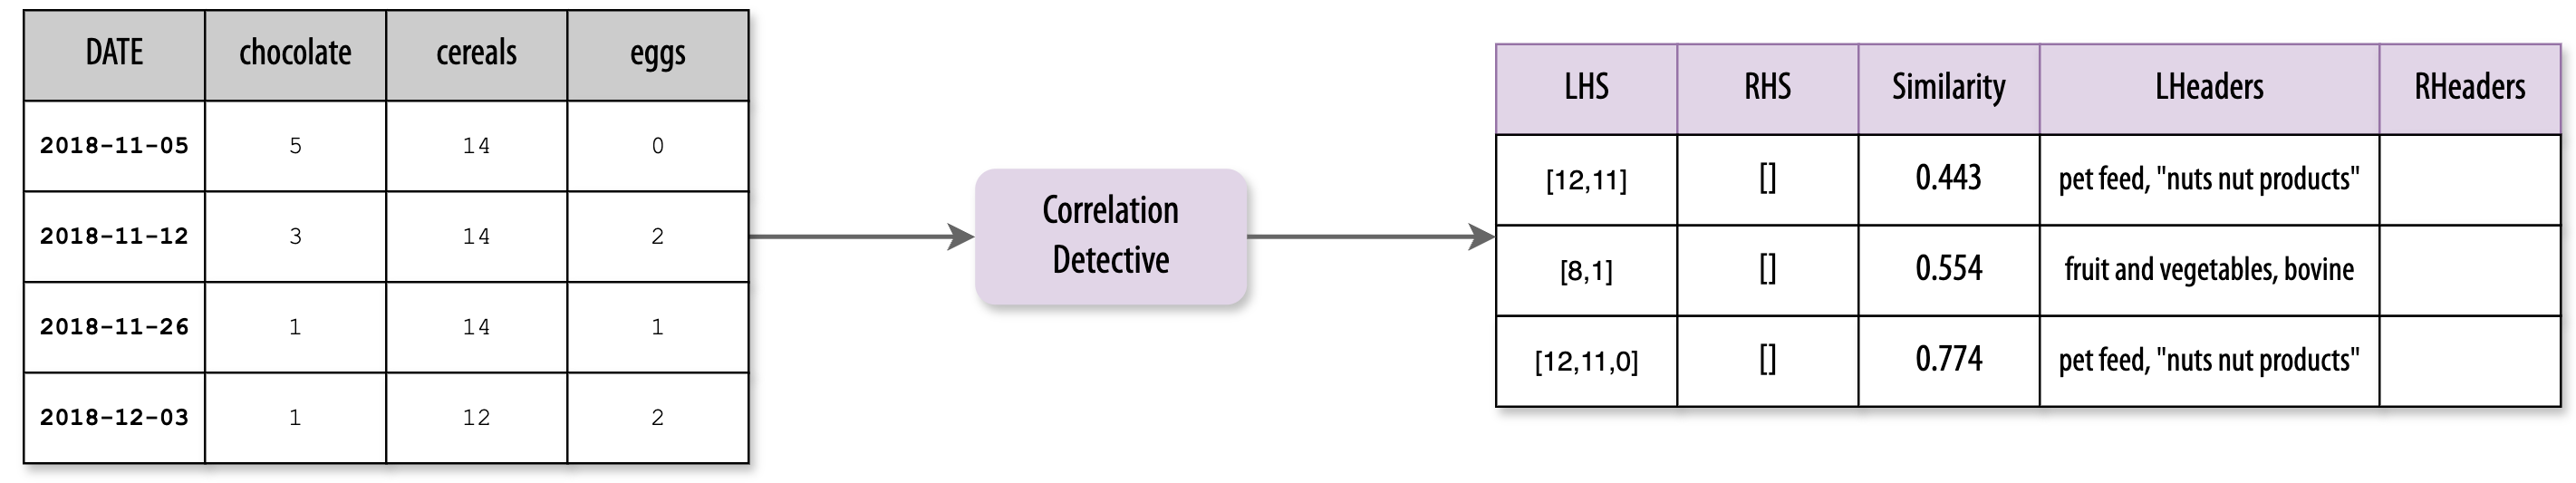 DATE chocolate cereals eggs
2018-11-05 5 14 0
2018-11-12 3 14 2
2018-11-26 1 14 1
2018-12-03 1 12 2
Correlation
Detective
LHS RHS Similarity LHeaders RHeaders
[12,11] [] 0.443 pet feed, "nuts nut products"
[8,1] [] 0.554 fruit and vegetables, bovine
[12,11,0] [] 0.774 pet feed, "nuts nut products"